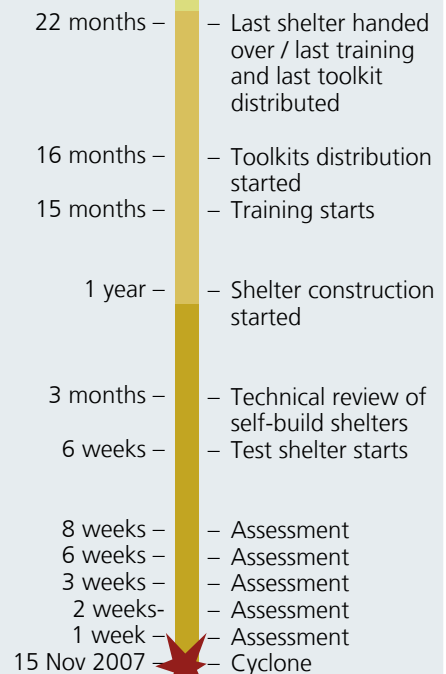 22 months – – Last shelter handed
over / last training
and last toolkit
distributed
16 months – – Toolkits distribution
started
15 months – – Training starts
1 year – – Shelter construction
started
3 months – – Technical review of
self-build shelters
6 weeks – – Test shelter starts
8 weeks – – Assessment
6 weeks – – Assessment
3 weeks – – Assessment
2 weeks- – Assessment
1 week – – Assessment
15 Nov 2007 – – Cyclone